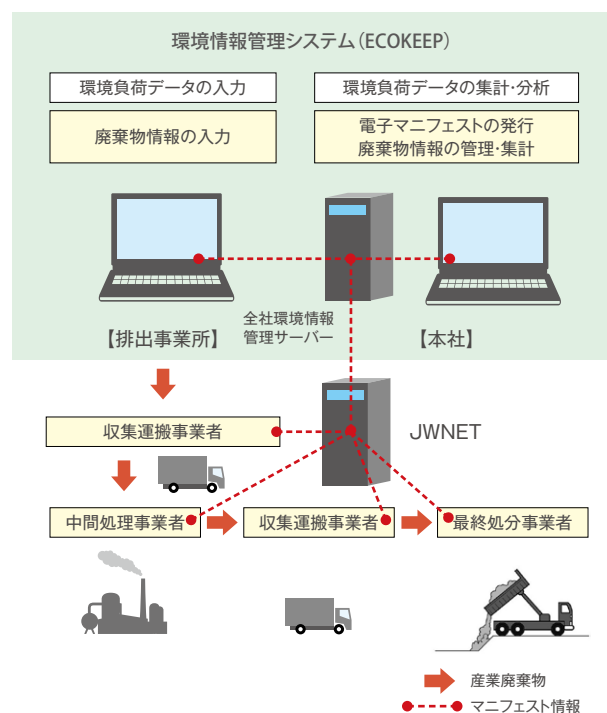 環境情報管理システム（ECOKEEP）
環境負荷データの入力
環境負荷データの集計・分析
廃棄物情報の入力
電子マニフェストの発行
廃棄物情報の管理・集計
全社環境情報
管理サーバー
【排出事業所】
【本社】
収集運搬事業者
JWNET
中間処理事業者
収集運搬事業者
最終処分事業者
産業廃棄物
マニフェスト情報